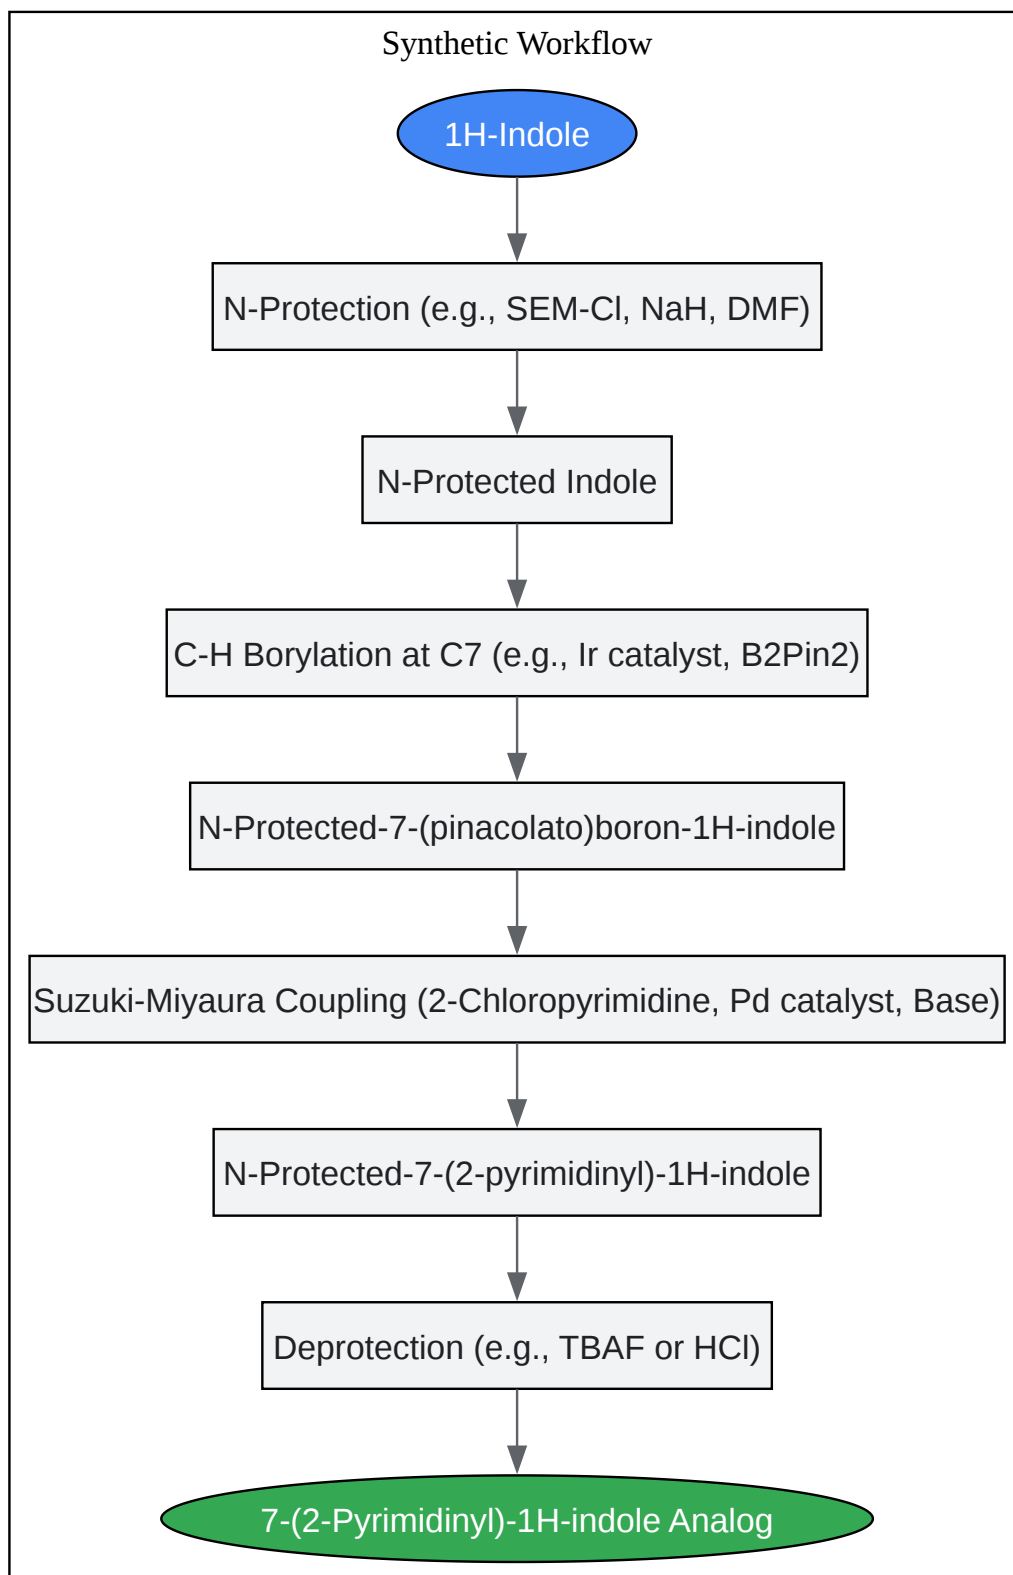 Synthetic Workflow
1H-Indole
N-Protection (e.g., SEM-Cl, NaH, DMF)
N-Protected Indole
C-H Borylation at C7 (e.g., Ir catalyst, B2Pin2)
N-Protected-7-(pinacolato)boron-1H-indole
Suzuki-Miyaura Coupling (2-Chloropyrimidine, Pd catalyst, Base)
N-Protected-7-(2-pyrimidinyl)-1H-indole
Deprotection (e.g., TBAF or HCl)
7-(2-Pyrimidinyl)-1H-indole Analog